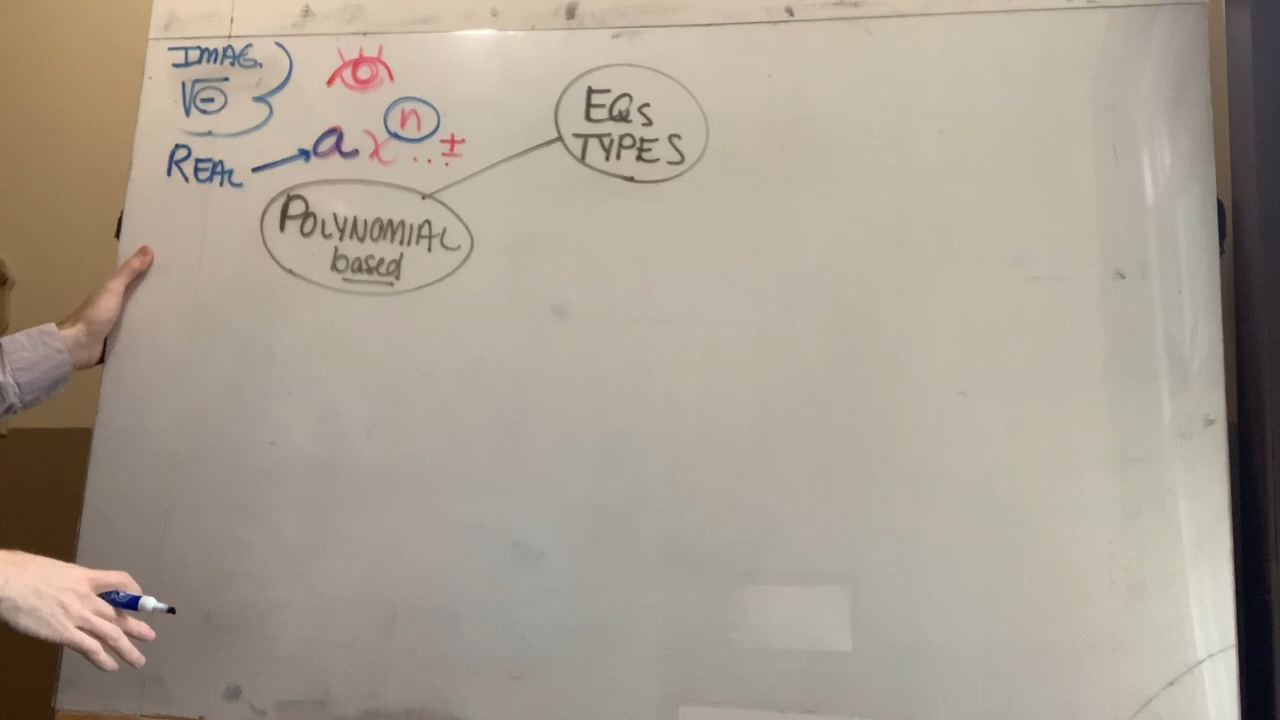 IMAG.
√⊖
REAL → a x^n ..±
EQs
TYPES
POLYNOMIAL
based